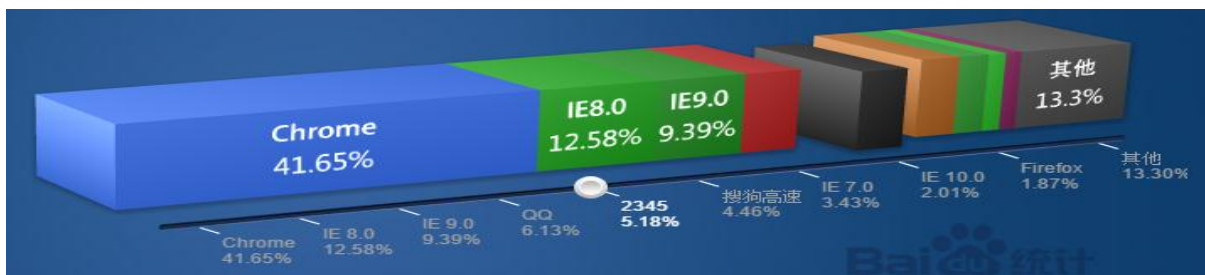 Chrome
41.65%
IE8.0
12.58%
IE9.0
9.39%
其他
13.3%
Chrome
41.65%
IE 8.0
12.58%
IE 9.0
9.39%
QQ
6.13%
2345
5.18%
搜狗高速
4.46%
IE 7.0
3.43%
IE 10.0
2.01%
Firefox
1.87%
其他
13.30%
Bai du 统计